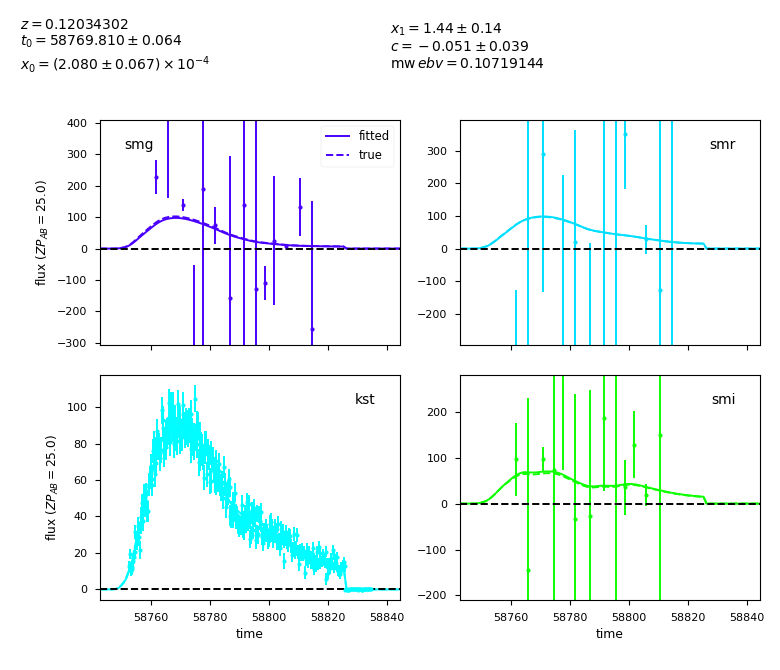 z = 0.12034302
t₀ = 58769.810 ± 0.064
x₀ = (2.080 ± 0.067) × 10⁻⁴
x₁ = 1.44 ± 0.14
c = −0.051 ± 0.039
mw ebv = 0.10719144
smg
fitted
true
400
300
200
100
0
−100
−200
−300
flux (ZP_AB = 25.0)
smr
300
200
100
0
−100
−200
kst
100
80
60
40
20
0
flux (ZP_AB = 25.0)
58760 58780 58800 58820 58840
time
smi
200
100
0
−100
−200
58760 58780 58800 58820 58840
time